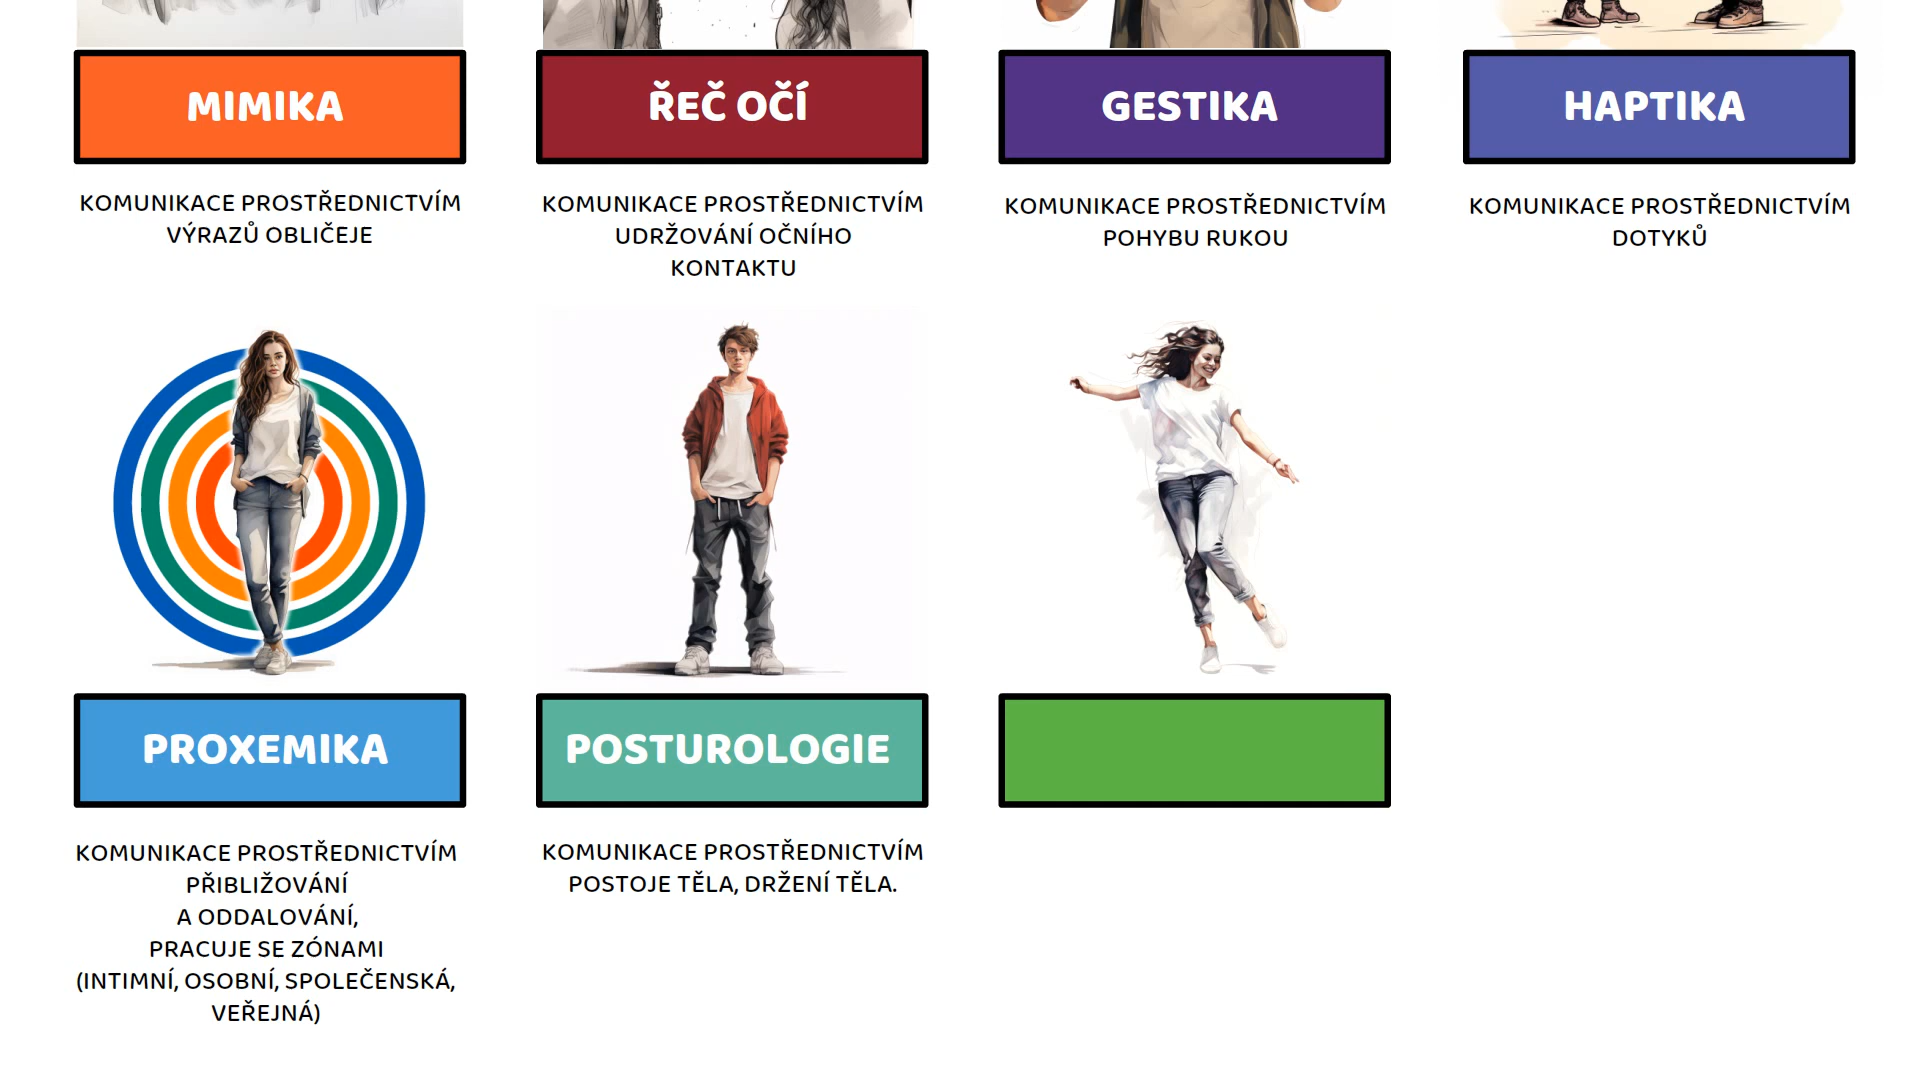 MIMIKA
KOMUNIKACE PROSTŘEDNICTVÍM
VÝRAZŮ OBLIČEJE
ŘEČ OČÍ
KOMUNIKACE PROSTŘEDNICTVÍM
UDRŽOVÁNÍ OČNÍHO
KONTAKTU
GESTIKA
KOMUNIKACE PROSTŘEDNICTVÍM
POHYBU RUKOU
HAPTIKA
KOMUNIKACE PROSTŘEDNICTVÍM
DOTYKŮ
PROXEMIKA
KOMUNIKACE PROSTŘEDNICTVÍM
PŘIBLIŽOVÁNÍ
A ODDALOVÁNÍ,
PRACUJE SE ZÓNAMI
(INTIMNÍ, OSOBNÍ, SPOLEČENSKÁ,
VEŘEJNÁ)
POSTUROLOGIE
KOMUNIKACE PROSTŘEDNICTVÍM
POSTOJE TĚLA, DRŽENÍ TĚLA.